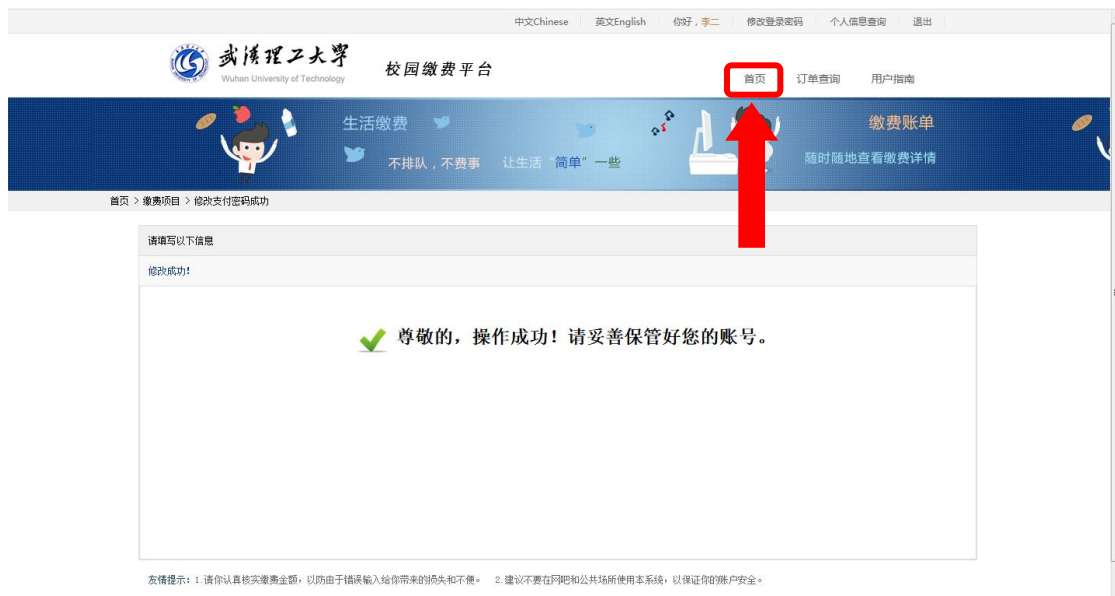 中文Chinese 英文English 你好，李二 修改登录密码 个人信息查询 退出
武汉理工大学 校园缴费平台
Wuhan University of Technology
首页 订单查询 用户指南
生活缴费 缴费账单
不排队，不费事 让生活“简单”一些 随时随地查看缴费详情
首页 > 缴费项目 > 修改支付密码成功
请填写以下信息
修改成功!
尊敬的，操作成功！请妥善保管好您的账号。
友情提示：1.请你认真核实缴费金额，以防由于错误输入给你带来的损失和不便。 2.建议不要在网吧和公共场所使用本系统，以保证你的账户安全。